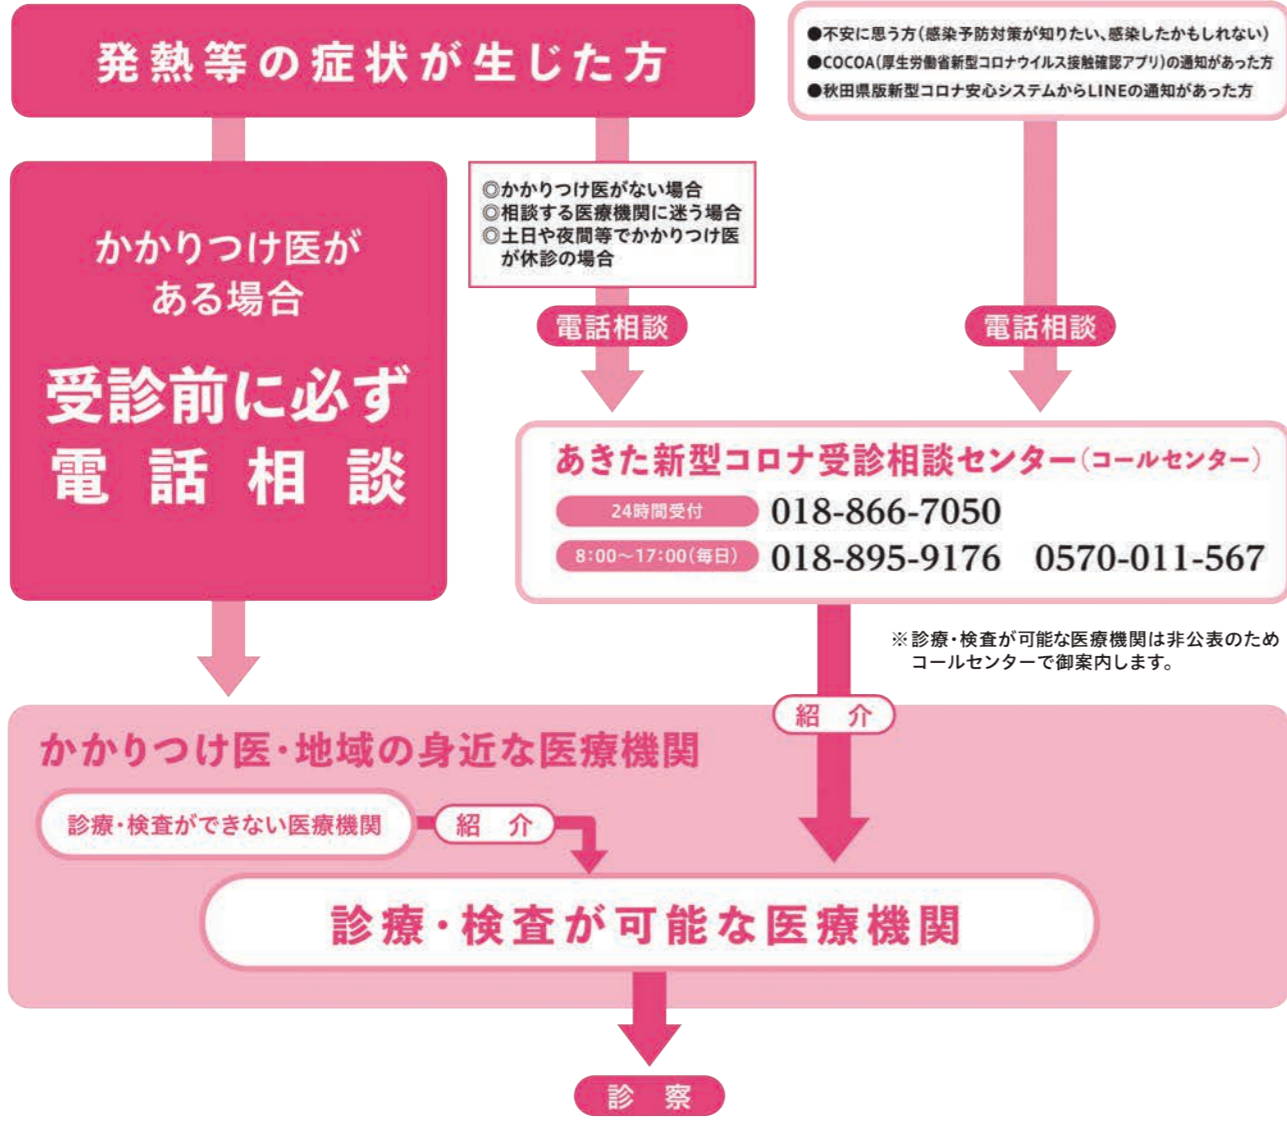 発熱等の症状が生じた方
●不安に思う方(感染予防対策が知りたい、感染したかもしれない)
●COCOA(厚生労働省新型コロナウイルス接触確認アプリ)の通知があった方
●秋田県版新型コロナ安心システムからLINEの通知があった方
かかりつけ医が
ある場合
受診前に必ず
電話相談
◎かかりつけ医がない場合
◎相談する医療機関に迷う場合
◎土日や夜間等でかかりつけ医
が休診の場合
電話相談
電話相談
あきた新型コロナ受診相談センター(コールセンター)
24時間受付 018-866-7050
8:00~17:00(毎日) 018-895-9176 0570-011-567
※診療・検査が可能な医療機関は非公表のため
コールセンターで御案内します。
紹 介
かかりつけ医・地域の身近な医療機関
診療・検査ができない医療機関
紹 介
診療・検査が可能な医療機関
診 察